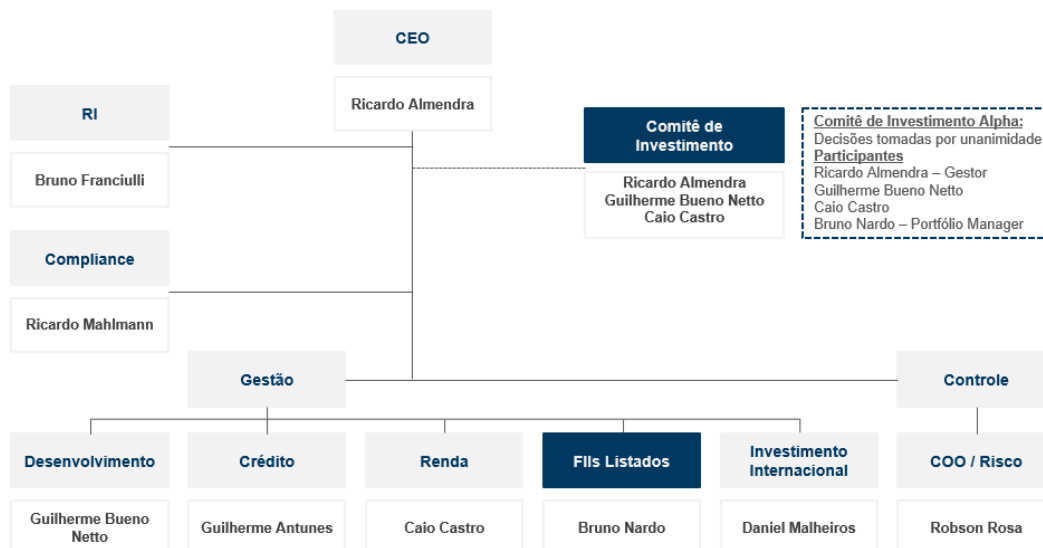 CEO
Ricardo Almendra
RI
Bruno Franciulli
Comitê de
Investimento
Ricardo Almendra
Guilherme Bueno Netto
Caio Castro
Comitê de Investimento Alpha:
Decisões tomadas por unanimidade
Participantes
Ricardo Almendra – Gestor
Guilherme Bueno Netto
Caio Castro
Bruno Nardo – Portfólio Manager
Compliance
Ricardo Mahlmann
Gestão
Controle
Desenvolvimento
Crédito
Renda
FIIs Listados
Investimento
Internacional
COO / Risco
Guilherme Bueno
Netto
Guilherme Antunes
Caio Castro
Bruno Nardo
Daniel Malheiros
Robson Rosa